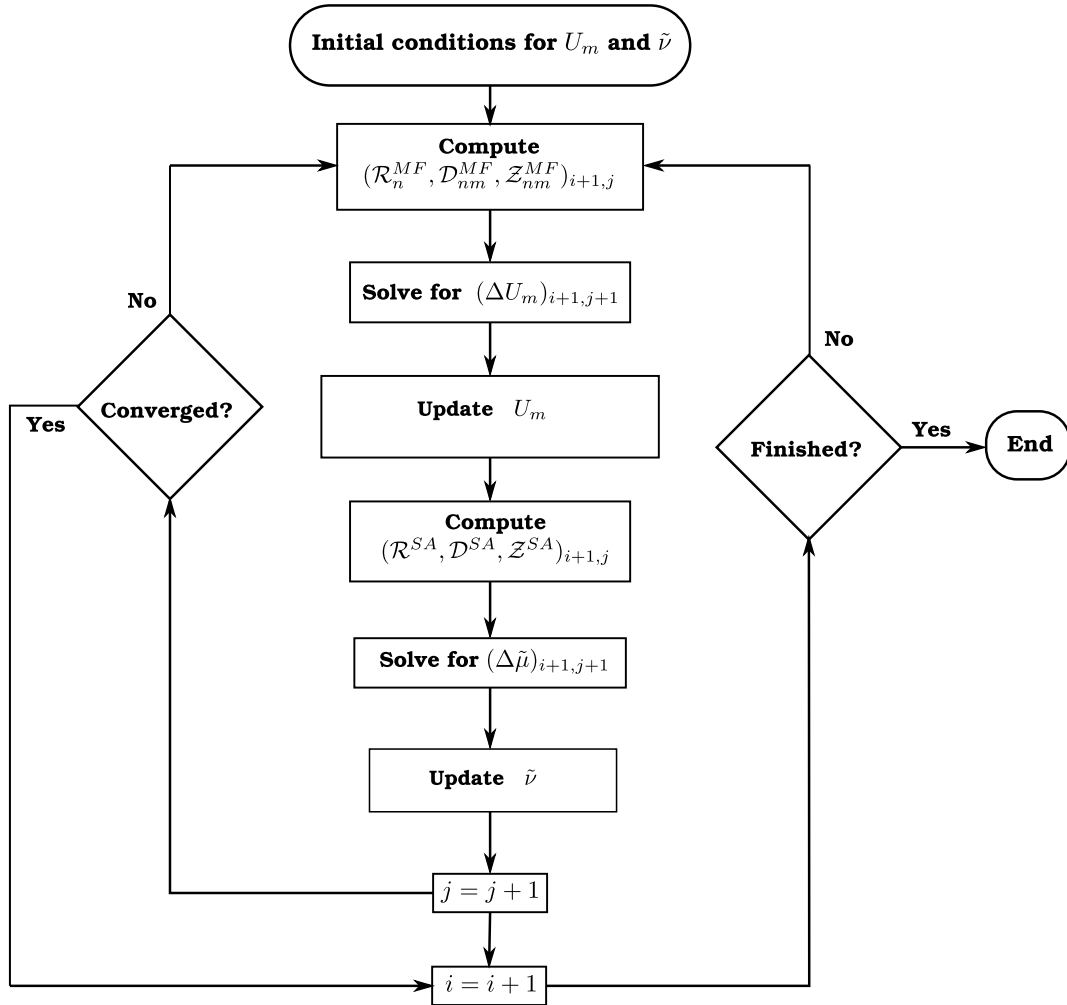 Initial conditions for $U_m$ and $\tilde{\nu}$
Compute
$(\mathcal{R}_n^{MF}, \mathcal{D}_{nm}^{MF}, \mathcal{Z}_{nm}^{MF})_{i+1,j}$
Solve for $(\Delta U_m)_{i+1,j+1}$
No
No
Update $U_m$
Converged?
Yes
Finished?
Yes
End
Compute
$(\mathcal{R}^{SA}, \mathcal{D}^{SA}, \mathcal{Z}^{SA})_{i+1,j}$
Solve for $(\Delta \tilde{\mu})_{i+1,j+1}$
Update $\tilde{\nu}$
$j = j + 1$
$i = i + 1$